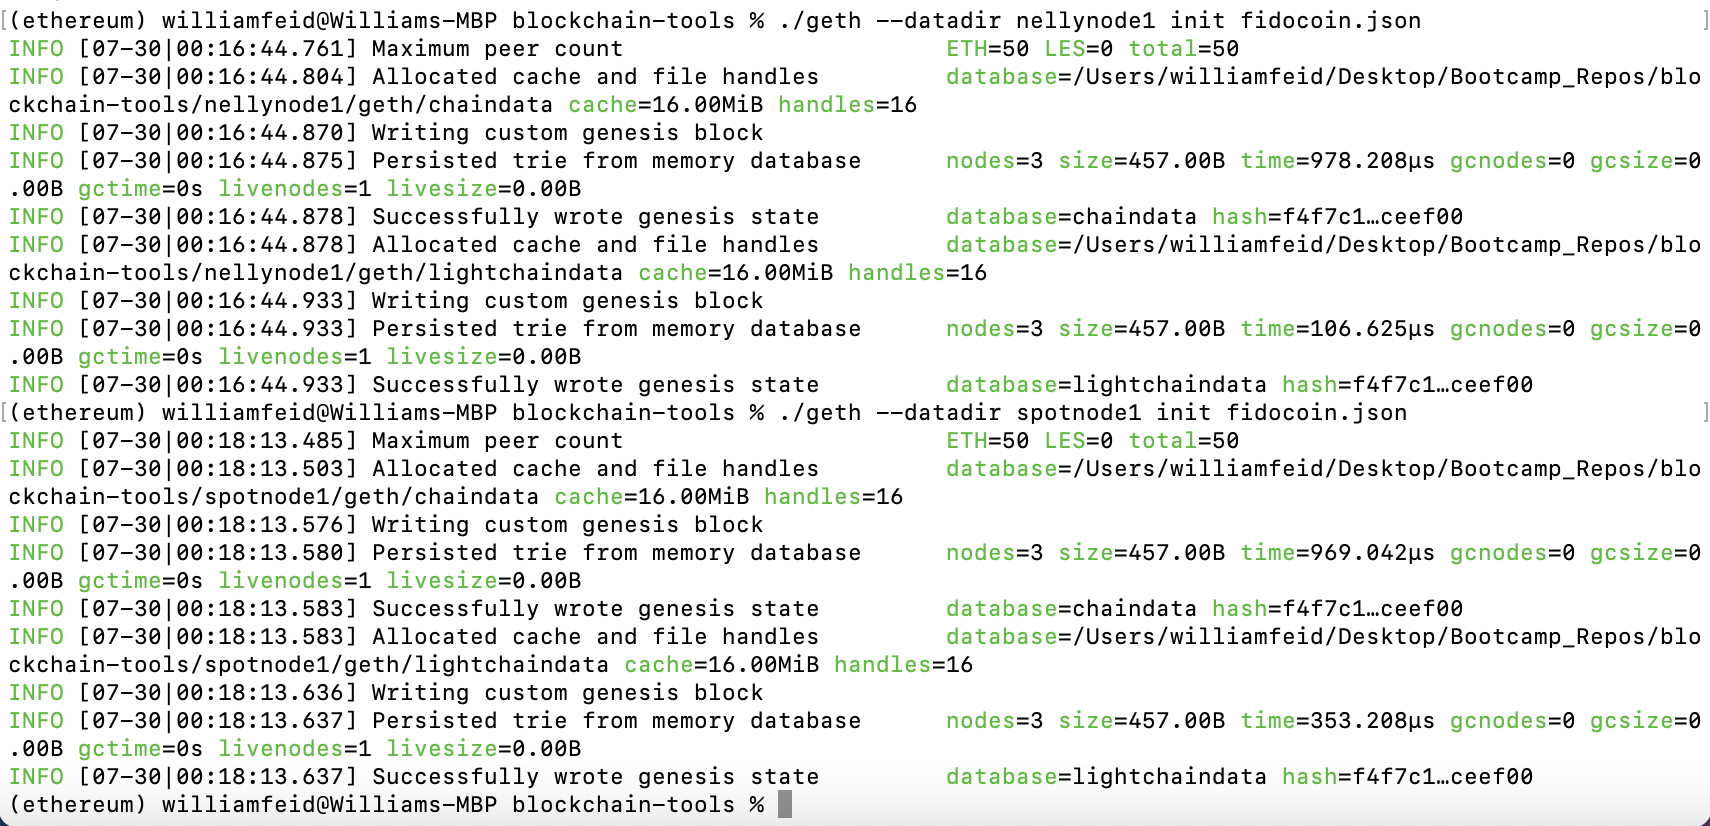 [(ethereum) williamfeid@Williams-MBP blockchain-tools % ./geth --datadir nellynode1 init fidocoin.json ]
INFO [07-30|00:16:44.761] Maximum peer count                       ETH=50 LES=0 total=50
INFO [07-30|00:16:44.804] Allocated cache and file handles         database=/Users/williamfeid/Desktop/Bootcamp_Repos/blo
ckchain-tools/nellynode1/geth/chaindata cache=16.00MiB handles=16
INFO [07-30|00:16:44.870] Writing custom genesis block
INFO [07-30|00:16:44.875] Persisted trie from memory database      nodes=3 size=457.00B time=978.208µs gcnodes=0 gcsize=0
.00B gctime=0s livenodes=1 livesize=0.00B
INFO [07-30|00:16:44.878] Successfully wrote genesis state         database=chaindata hash=f4f7c1…ceef00
INFO [07-30|00:16:44.878] Allocated cache and file handles         database=/Users/williamfeid/Desktop/Bootcamp_Repos/blo
ckchain-tools/nellynode1/geth/lightchaindata cache=16.00MiB handles=16
INFO [07-30|00:16:44.933] Writing custom genesis block
INFO [07-30|00:16:44.933] Persisted trie from memory database      nodes=3 size=457.00B time=106.625µs gcnodes=0 gcsize=0
.00B gctime=0s livenodes=1 livesize=0.00B
INFO [07-30|00:16:44.933] Successfully wrote genesis state         database=lightchaindata hash=f4f7c1…ceef00
[(ethereum) williamfeid@Williams-MBP blockchain-tools % ./geth --datadir spotnode1 init fidocoin.json ]
INFO [07-30|00:18:13.485] Maximum peer count                       ETH=50 LES=0 total=50
INFO [07-30|00:18:13.503] Allocated cache and file handles         database=/Users/williamfeid/Desktop/Bootcamp_Repos/blo
ckchain-tools/spotnode1/geth/chaindata cache=16.00MiB handles=16
INFO [07-30|00:18:13.576] Writing custom genesis block
INFO [07-30|00:18:13.580] Persisted trie from memory database      nodes=3 size=457.00B time=969.042µs gcnodes=0 gcsize=0
.00B gctime=0s livenodes=1 livesize=0.00B
INFO [07-30|00:18:13.583] Successfully wrote genesis state         database=chaindata hash=f4f7c1…ceef00
INFO [07-30|00:18:13.583] Allocated cache and file handles         database=/Users/williamfeid/Desktop/Bootcamp_Repos/blo
ckchain-tools/spotnode1/geth/lightchaindata cache=16.00MiB handles=16
INFO [07-30|00:18:13.636] Writing custom genesis block
INFO [07-30|00:18:13.637] Persisted trie from memory database      nodes=3 size=457.00B time=353.208µs gcnodes=0 gcsize=0
.00B gctime=0s livenodes=1 livesize=0.00B
INFO [07-30|00:18:13.637] Successfully wrote genesis state         database=lightchaindata hash=f4f7c1…ceef00
(ethereum) williamfeid@Williams-MBP blockchain-tools %